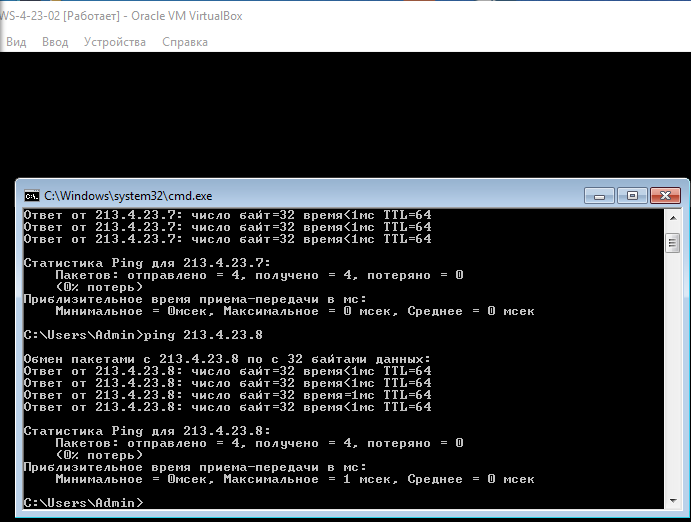 WS-4-23-02 [Работает] - Oracle VM VirtualBox
Вид Ввод Устройства Справка
C:\Windows\system32\cmd.exe
Ответ от 213.4.23.7: число байт=32 время<1мс TTL=64
Ответ от 213.4.23.7: число байт=32 время<1мс TTL=64
Ответ от 213.4.23.7: число байт=32 время<1мс TTL=64
Статистика Ping для 213.4.23.7:
Пакетов: отправлено = 4, получено = 4, потеряно = 0
(0% потерь)
Приблизительное время приема-передачи в мс:
Минимальное = 0мсек, Максимальное = 0 мсек, Среднее = 0 мсек
C:\Users\Admin>ping 213.4.23.8
Обмен пакетами с 213.4.23.8 по с 32 байтами данных:
Ответ от 213.4.23.8: число байт=32 время<1мс TTL=64
Ответ от 213.4.23.8: число байт=32 время<1мс TTL=64
Ответ от 213.4.23.8: число байт=32 время=1мс TTL=64
Ответ от 213.4.23.8: число байт=32 время<1мс TTL=64
Статистика Ping для 213.4.23.8:
Пакетов: отправлено = 4, получено = 4, потеряно = 0
(0% потерь)
Приблизительное время приема-передачи в мс:
Минимальное = 0мсек, Максимальное = 1 мсек, Среднее = 0 мсек
C:\Users\Admin>